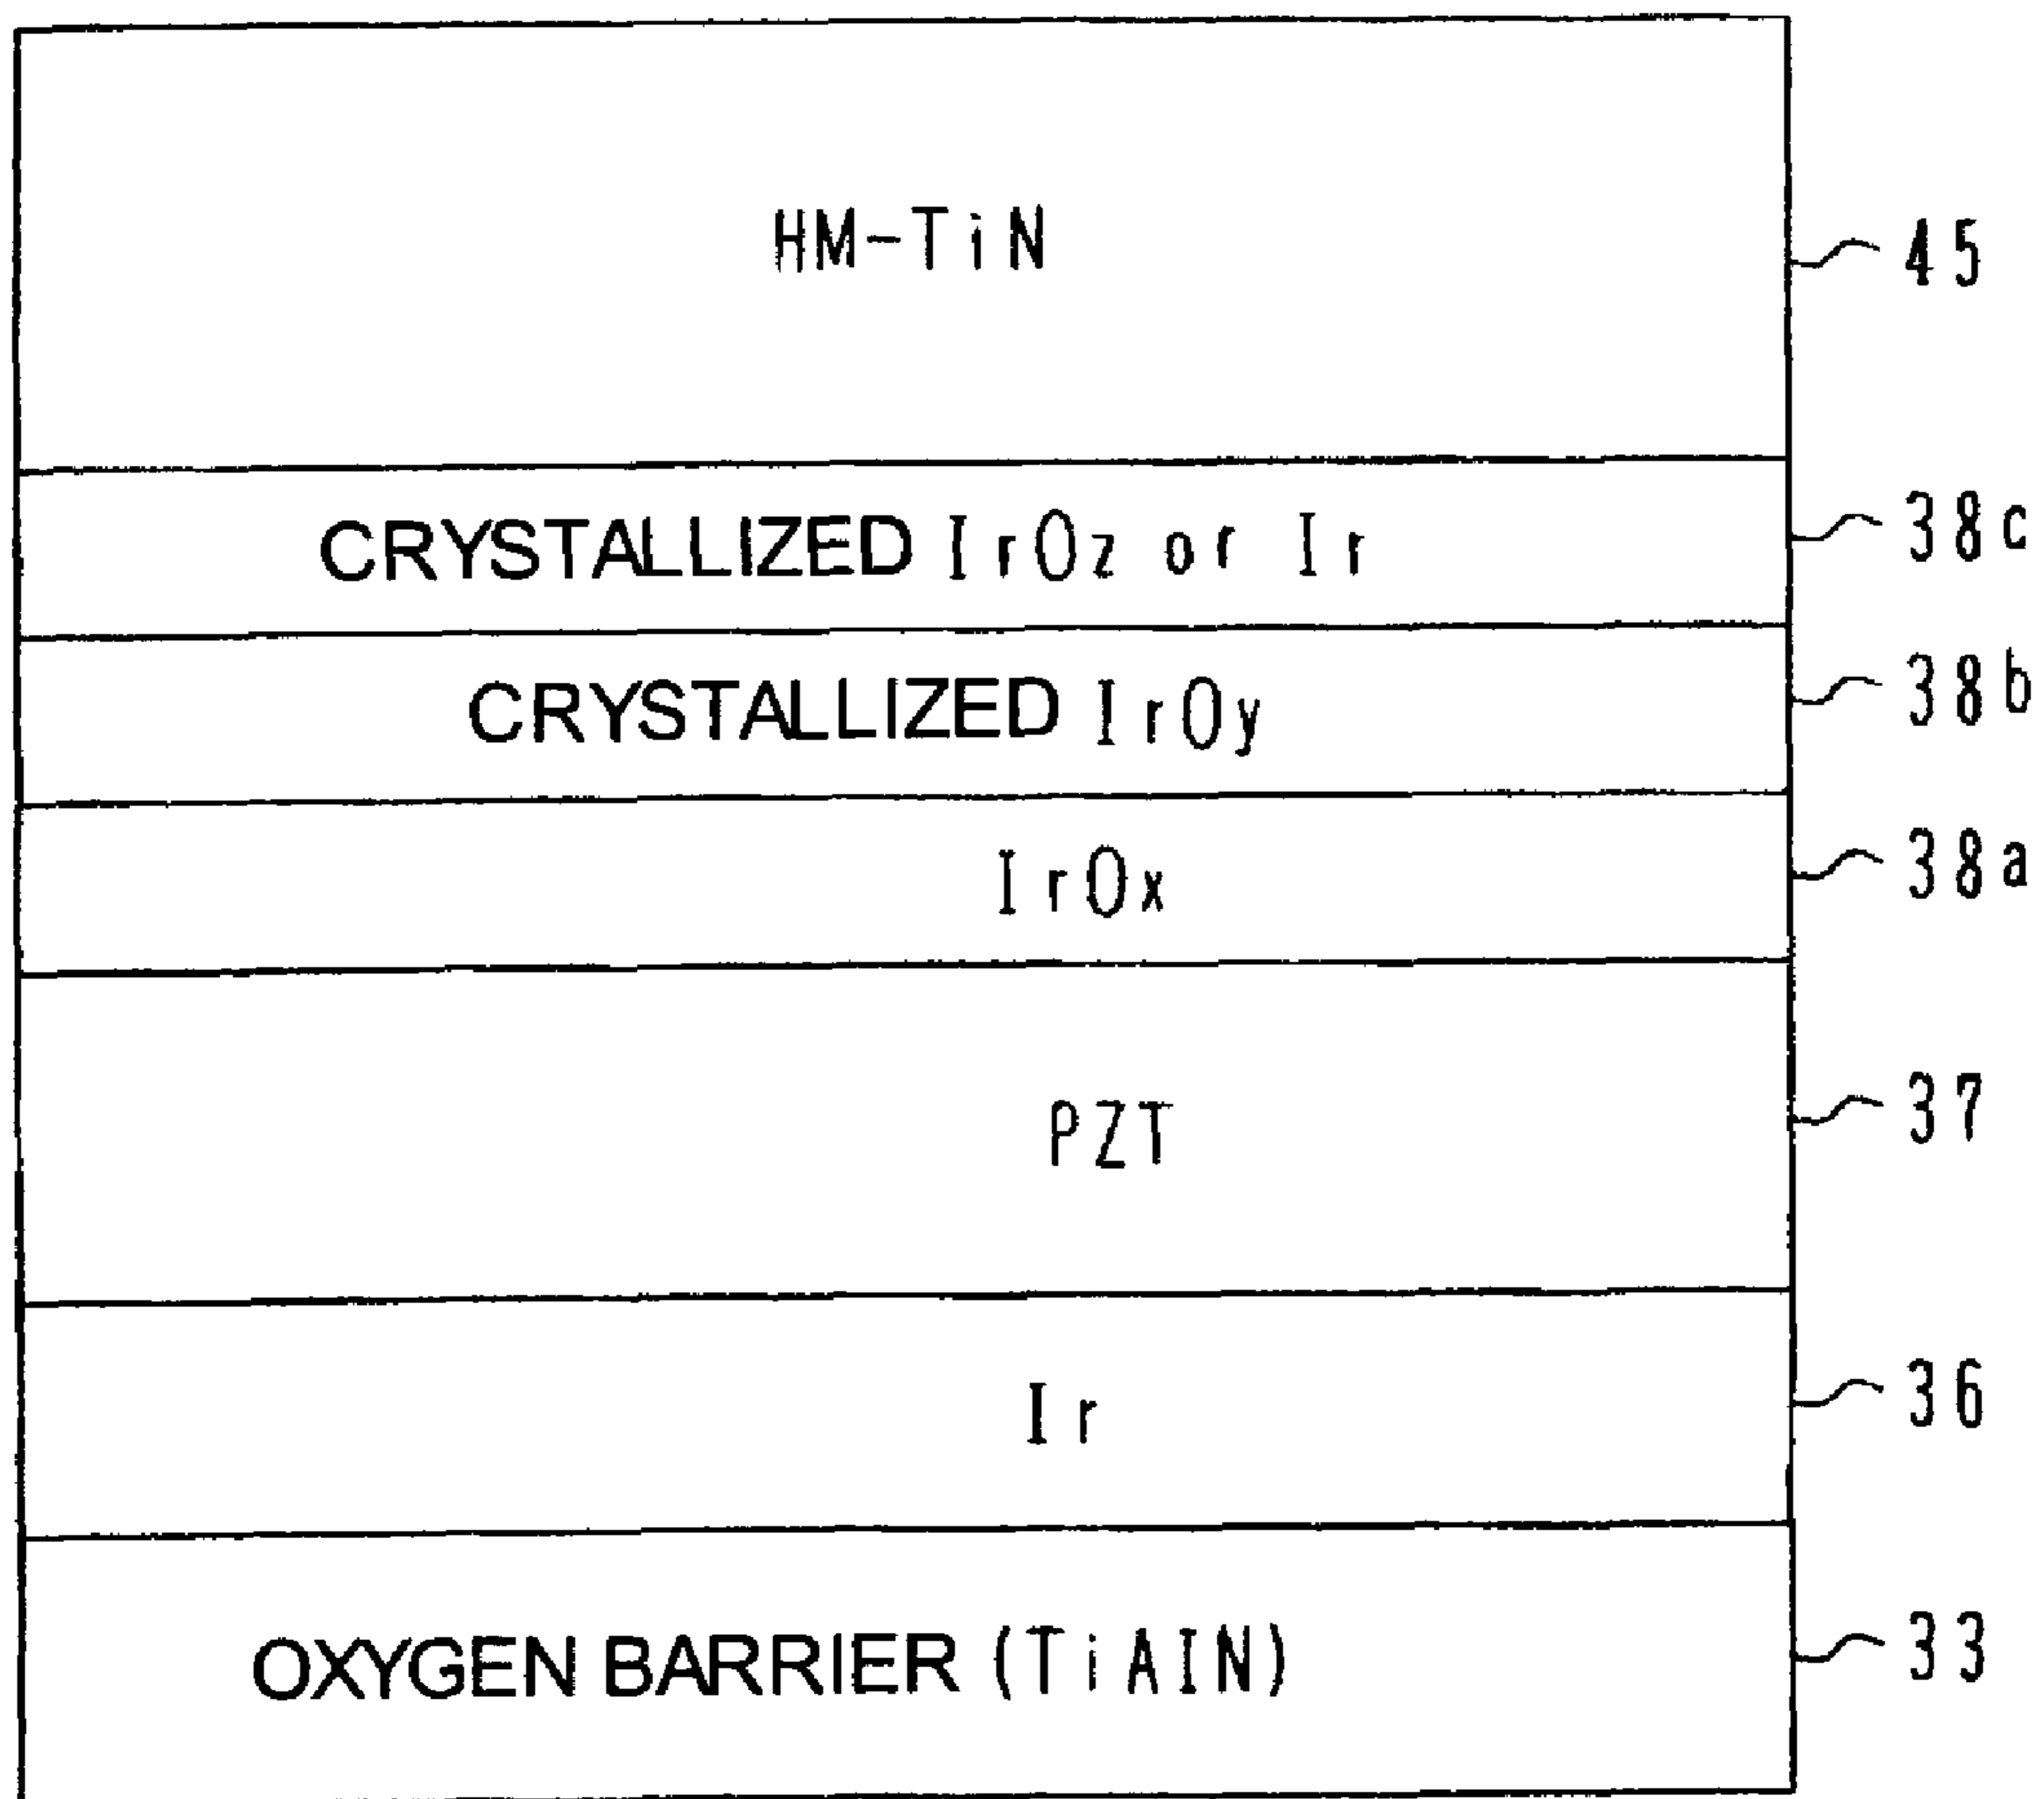 HM-TiN 45
CRYSTALLIZED IrOz or Ir 38c
CRYSTALLIZED IrOy 38b
IrOx 38a
PZT 37
Ir 36
OXYGEN BARRIER (TiAlN) 33